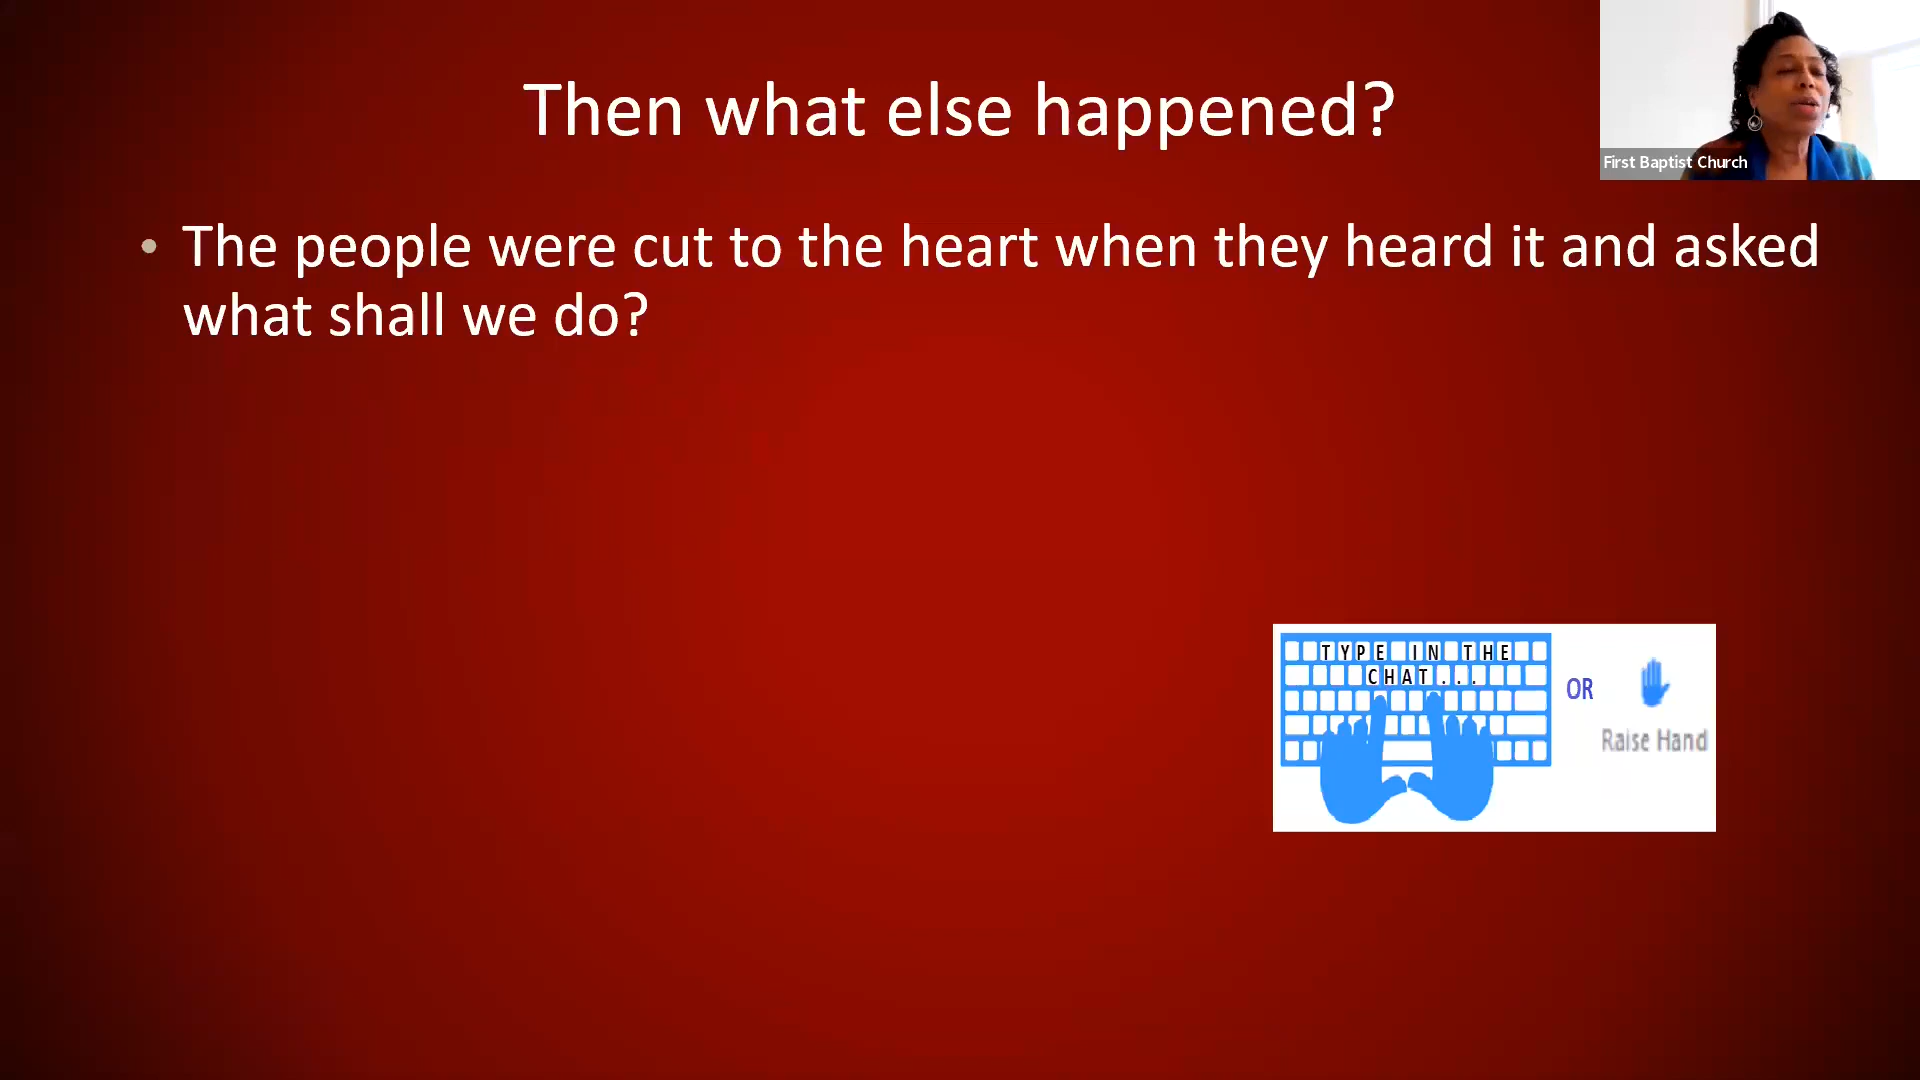 Then what else happened?
First Baptist Church
• The people were cut to the heart when they heard it and asked
what shall we do?
TYPE IN THE
CHAT...
OR
Raise Hand